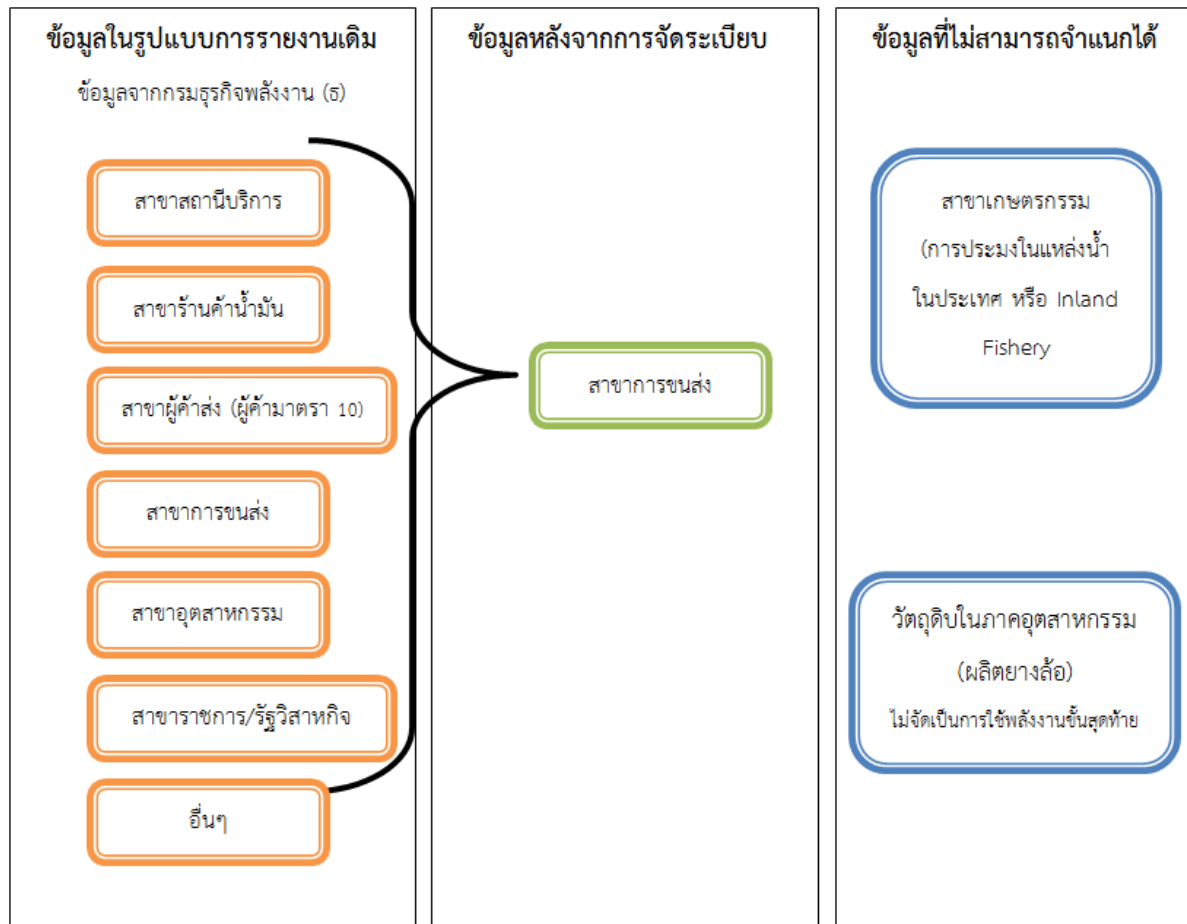 ข้อมูลในรูปแบบการรายงานเดิม
ข้อมูลจากกรมธุรกิจพลังงาน (ธ)
สาขาสถานีบริการ
สาขาร้านค้าน้ำมัน
สาขาผู้ค้าส่ง (ผู้ค้ามาตรา 10)
สาขาการขนส่ง
สาขาอุตสาหกรรม
สาขาราชการ/รัฐวิสาหกิจ
อื่นๆ
ข้อมูลหลังจากการจัดระเบียบ
สาขาการขนส่ง
ข้อมูลที่ไม่สามารถจำแนกได้
สาขาเกษตรกรรม
(การประมงในแหล่งน้ำ
ในประเทศ หรือ Inland
Fishery
วัตถุดิบในภาคอุตสาหกรรม
(ผลิตยางล้อ)
ไม่จัดเป็นการใช้พลังงานขั้นสุดท้าย